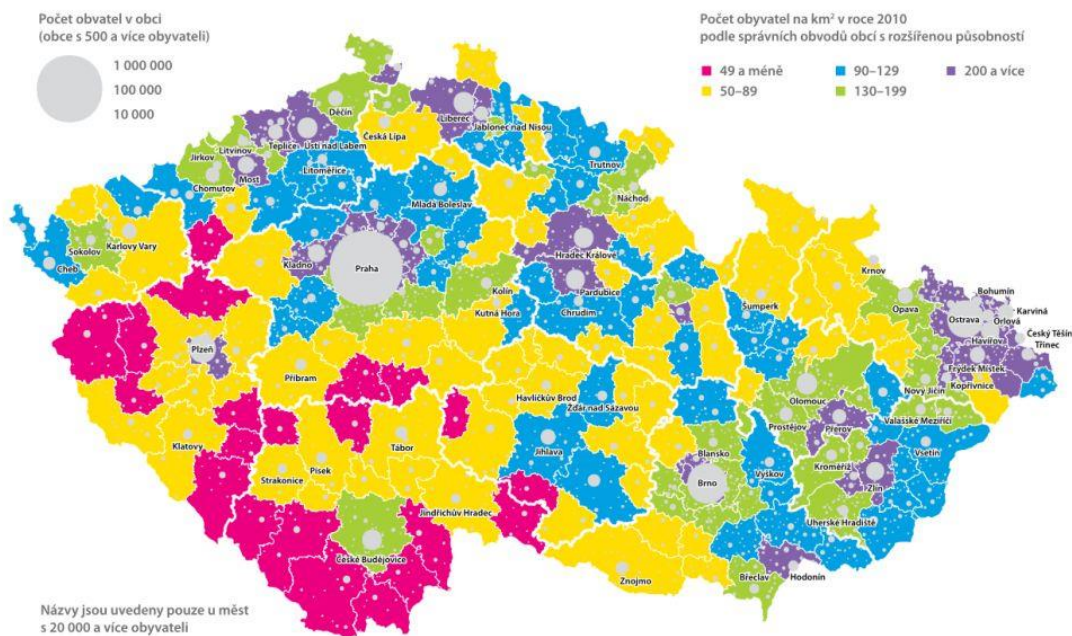 Počet obvatel v obci
(obce s 500 a více obyvateli)
1 000 000
100 000
10 000
Počet obyvatel na km² v roce 2010
podle správních obvodů obcí s rozšířenou působností
49 a méně
90–129
200 a více
50–89
130–199
Děčín
Liberec
Jablonec nad Nisou
Česká Lípa
Ústí nad Labem
Teplice
Litvínov
Jirkov
Most
Chomutov
Litoměřice
Trutnov
Mladá Boleslav
Náchod
Sokolov
Karlovy Vary
Cheb
Kladno
Praha
Hradec Králové
Pardubice
Kolín
Kutná Hora
Chrudim
Šumperk
Krnov
Opava
Bohumín
Karviná
Ostrava
Orlová
Český Těšín
Havířov
Třinec
Frýdek Místek
Kopřivnice
Nový Jičín
Plzeň
Příbram
Havlíčkův Brod
Žďár nad Sázavou
Olomouc
Prostějov
Přerov
Valašské Meziříčí
Klatovy
Tábor
Jihlava
Blansko
Vsetín
Písek
Strakonice
Brno
Vyškov
Kroměříž
Zlín
Jindřichův Hradec
Uherské Hradiště
České Budějovice
Znojmo
Břeclav
Hodonín
Názvy jsou uvedeny pouze u měst
s 20 000 a více obyvateli